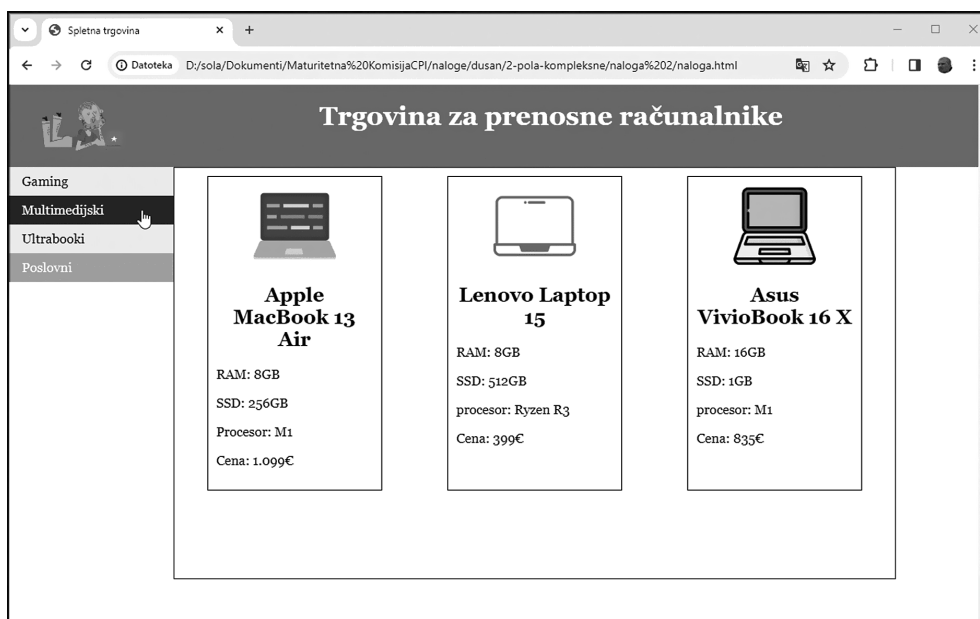 Spletna trgovina
Datoteka D:/sola/Dokumenti/Maturitetna%20KomisijaCPI/naloge/dusan/2-pola-kompleksne/naloga%202/naloga.html
Trgovina za prenosne računalnike
Gaming
Multimedijski
Ultrabooki
Poslovni
Apple
MacBook 13
Air
RAM: 8GB
SSD: 256GB
Procesor: M1
Cena: 1.099€
Lenovo Laptop
15
RAM: 8GB
SSD: 512GB
procesor: Ryzen R3
Cena: 399€
Asus
VivioBook 16 X
RAM: 16GB
SSD: 1GB
procesor: M1
Cena: 835€